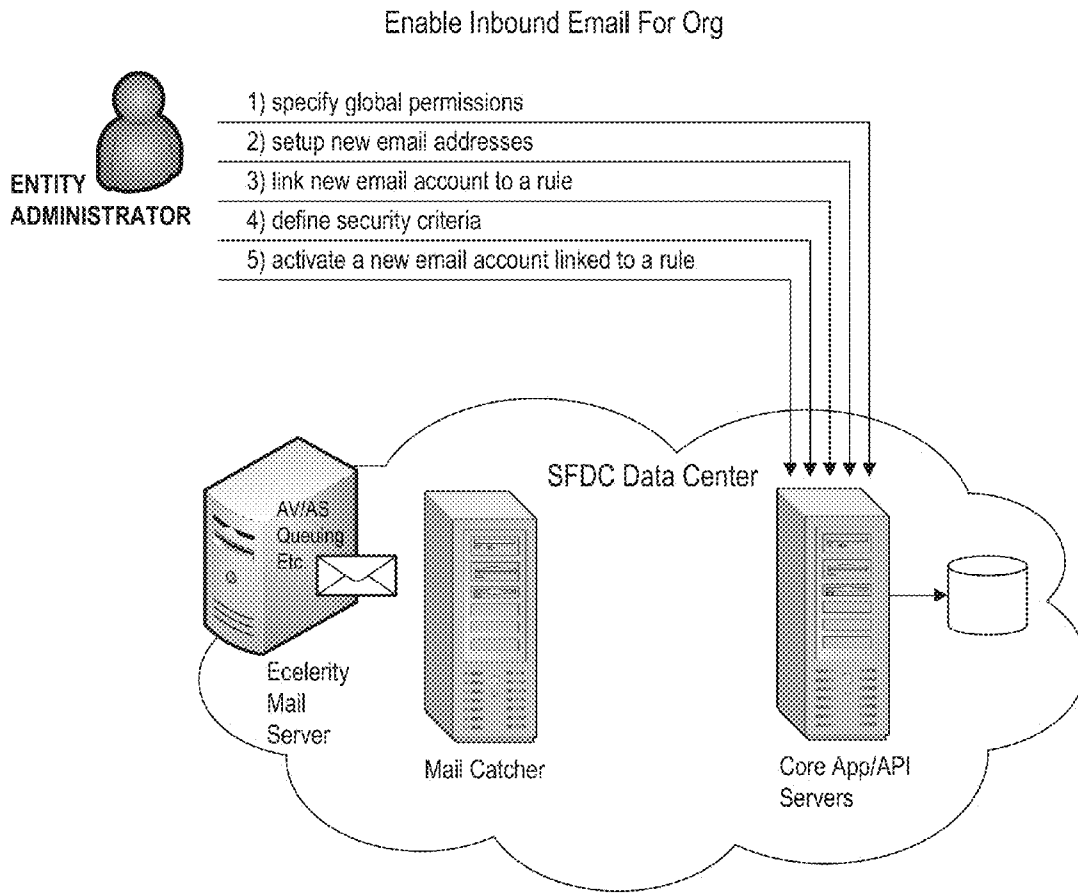 Enable Inbound Email For Org
1) specify global permissions
2) setup new email addresses
3) link new email account to a rule
4) define security criteria
5) activate a new email account linked to a rule
ENTITY
ADMINISTRATOR
SFDC Data Center
AV/AS
Queuing
Etc
Ecelerity
Mail
Server
Mail Catcher
Core App/API
Servers